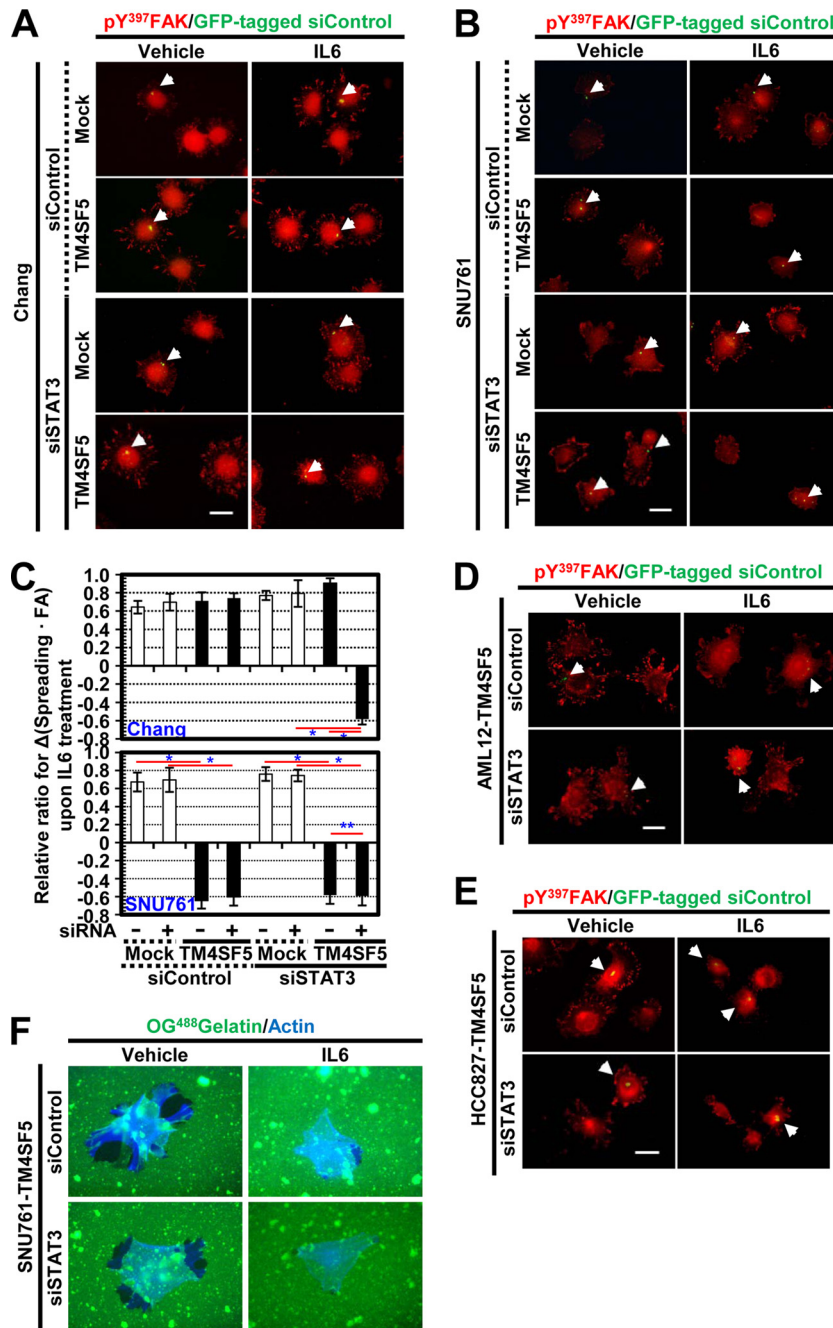 A
pY³⁹⁷FAK/GFP-tagged siControl
Vehicle
IL6
Chang
siControl
Mock
TM4SF5
siSTAT3
Mock
TM4SF5
B
pY³⁹⁷FAK/GFP-tagged siControl
Vehicle
IL6
SNU761
siControl
Mock
TM4SF5
siSTAT3
Mock
TM4SF5
C
Relative ratio for Δ(Spreading · FA)
upon IL6 treatment
1.0
0.8
0.6
0.4
0.2
0
-0.2
-0.4
-0.6
-0.8
Chang
* *
1.0
0.8
0.6
0.4
0.2
0
-0.2
-0.4
-0.6
-0.8
* * * *
**
SNU761
siRNA - + - + - + - +
Mock TM4SF5 Mock TM4SF5
siControl siSTAT3
D
pY³⁹⁷FAK/GFP-tagged siControl
Vehicle
IL6
AML12-TM4SF5
siControl
siSTAT3
E
pY³⁹⁷FAK/GFP-tagged siControl
Vehicle
IL6
HCC827-TM4SF5
siControl
siSTAT3
F
OG⁴⁸⁸Gelatin/Actin
Vehicle
IL6
SNU761-TM4SF5
siControl
siSTAT3